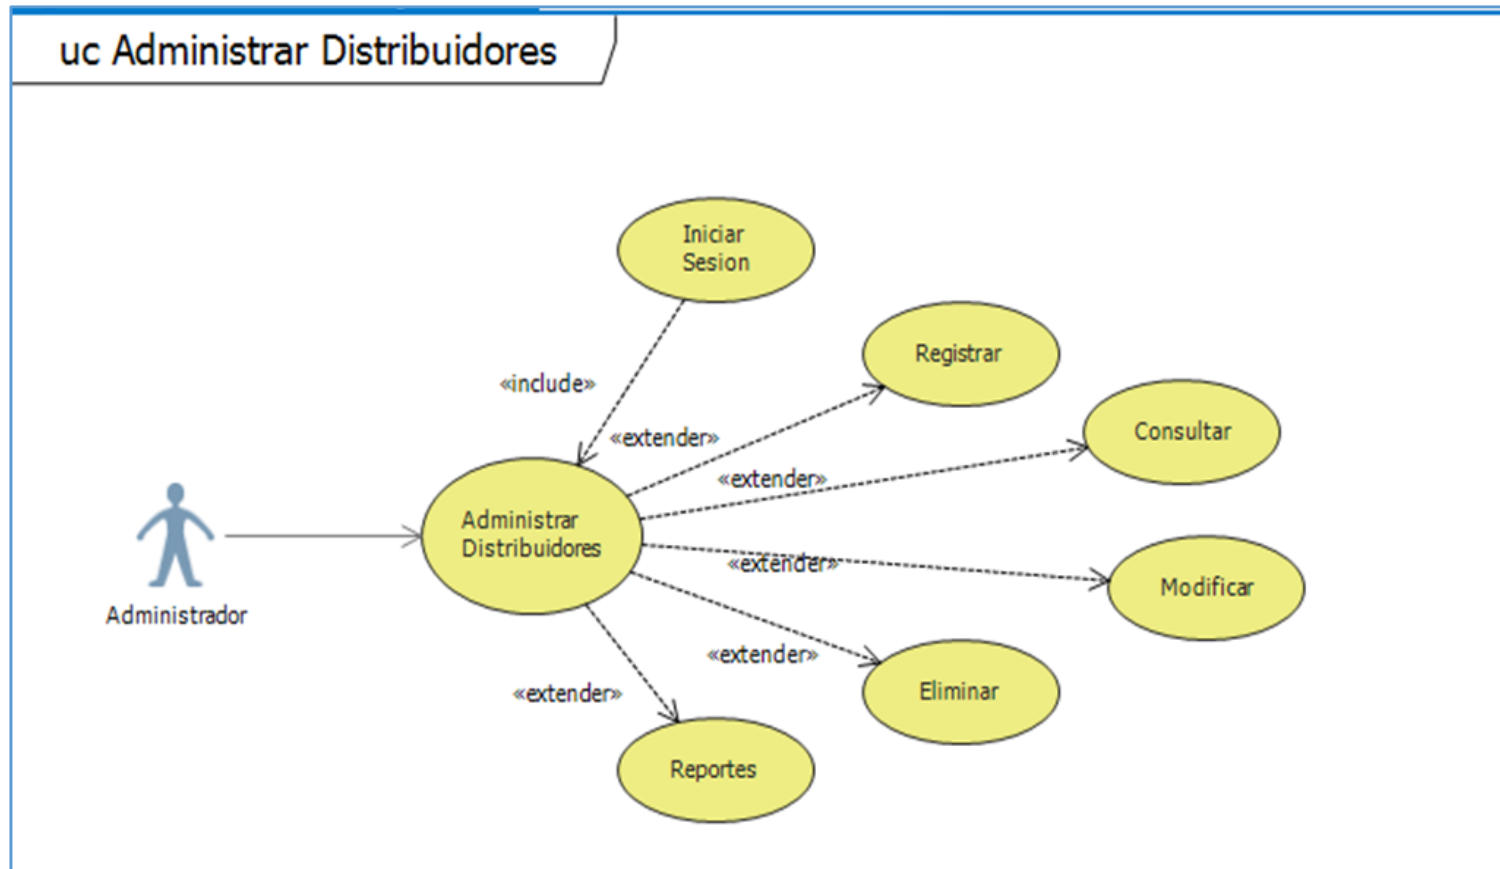 uc Administrar Distribuidores
Iniciar
Sesion
Registrar
«include»
«extender»
Consultar
«extender»
Administrar
Distribuidores
«extender»
Modificar
Administrador
«extender»
Eliminar
«extender»
Reportes